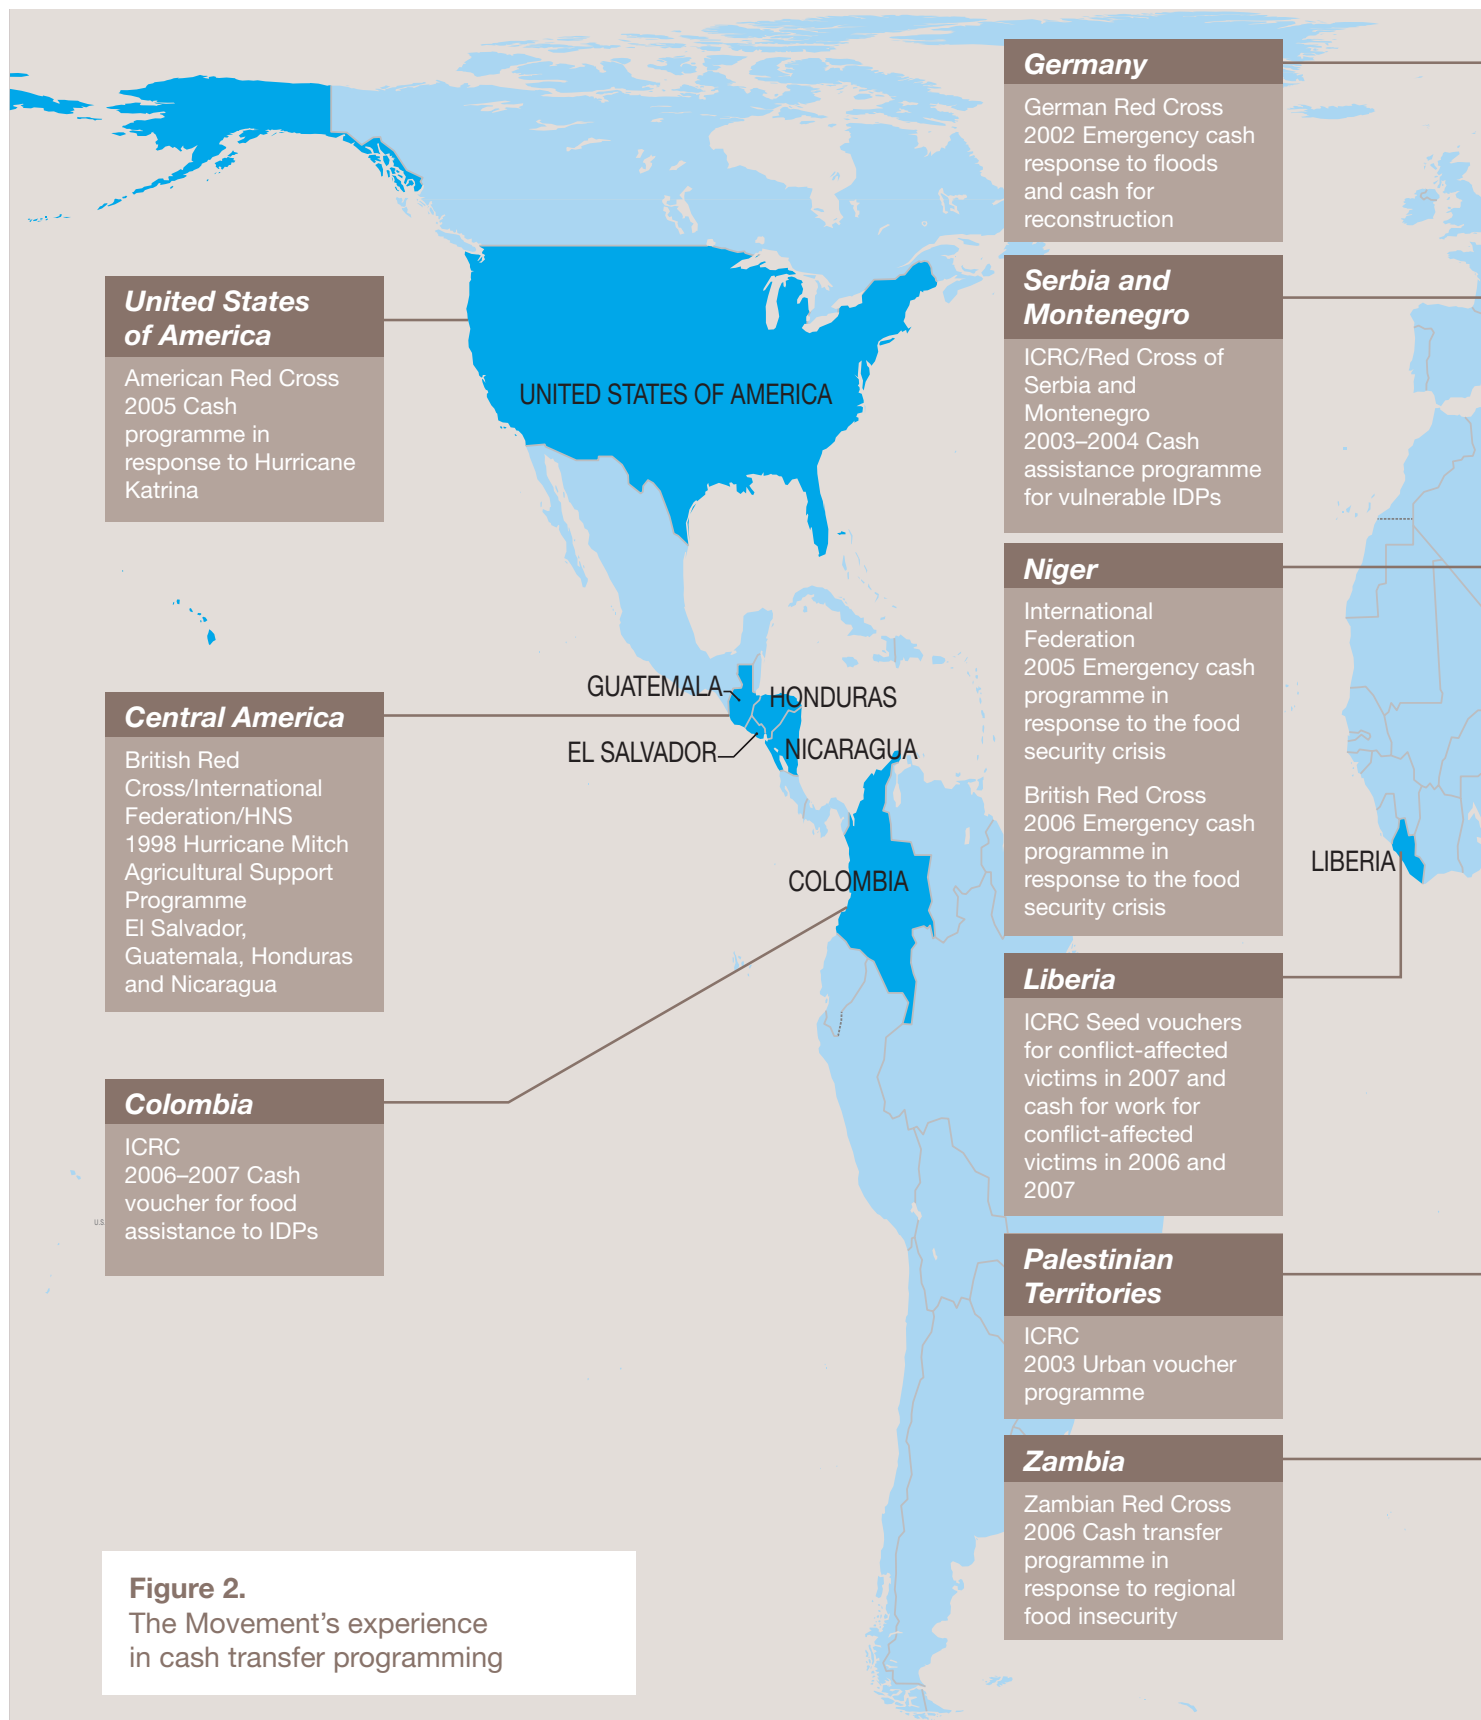 United States
of America
American Red Cross
2005 Cash
programme in
response to Hurricane
Katrina
Central America
British Red
Cross/International
Federation/HNS
1998 Hurricane Mitch
Agricultural Support
Programme
El Salvador,
Guatemala, Honduras
and Nicaragua
Colombia
ICRC
2006–2007 Cash
voucher for food
assistance to IDPs
U.S.
UNITED STATES OF AMERICA
GUATEMALA
HONDURAS
EL SALVADOR
NICARAGUA
COLOMBIA
Germany
German Red Cross
2002 Emergency cash
response to floods
and cash for
reconstruction
Serbia and
Montenegro
ICRC/Red Cross of
Serbia and
Montenegro
2003–2004 Cash
assistance programme
for vulnerable IDPs
Niger
International
Federation
2005 Emergency cash
programme in
response to the food
security crisis
British Red Cross
2006 Emergency cash
programme in
response to the food
security crisis
LIBERIA
Liberia
ICRC Seed vouchers
for conflict-affected
victims in 2007 and
cash for work for
conflict-affected
victims in 2006 and
2007
Palestinian
Territories
ICRC
2003 Urban voucher
programme
Zambia
Zambian Red Cross
2006 Cash transfer
programme in
response to regional
food insecurity
Figure 2.
The Movement’s experience
in cash transfer programming